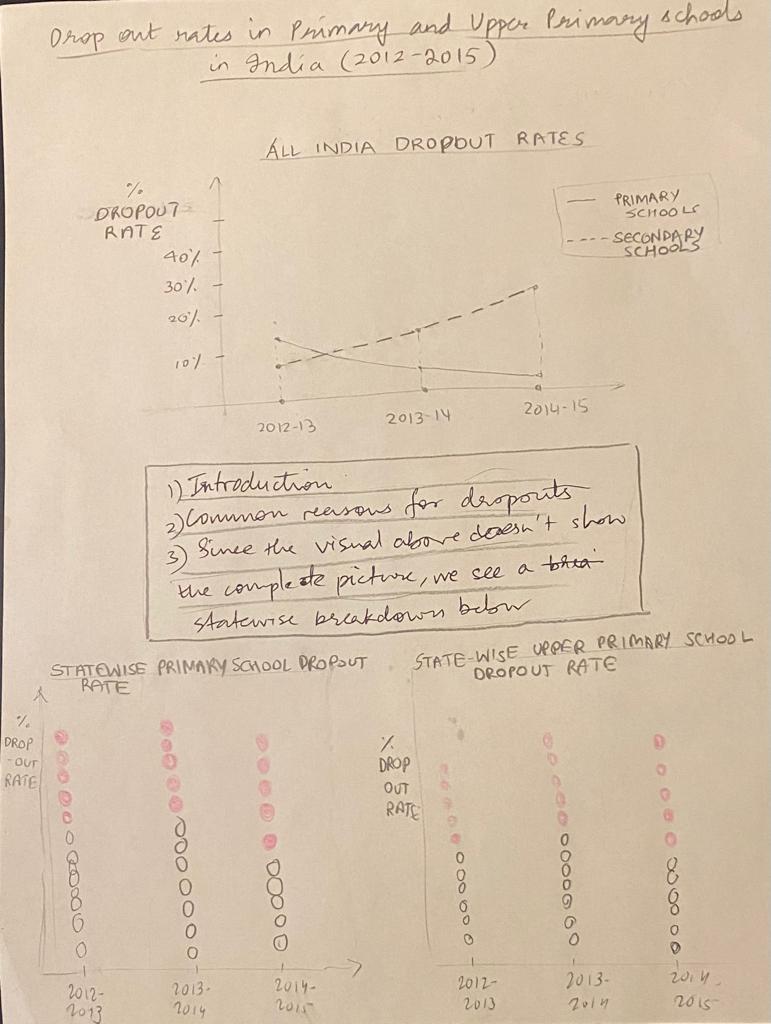 Drop out rates in Primary and Upper Primary schools
in India (2012-2015)
ALL INDIA DROPOUT RATES
%
DROPOUT
RATE
40%
30%
20%
10%
PRIMARY
SCHOOLS
SECONDARY
SCHOOLS
2012-13
2013-14
2014-15
1) Introduction
2) Common reasons for dropouts
3) Since the visual above doesn't show
the complete picture, we see a
statewise breakdown below
STATEWISE PRIMARY SCHOOL DROPOUT
RATE
%
DROP
-OUT
RATE
2012-
2013
2013-
2014
2014-
2015
STATE-WISE UPPER PRIMARY SCHOOL
DROPOUT RATE
%
DROP
OUT
RATE
2012-
2013
2013-
2014
2014-
2015